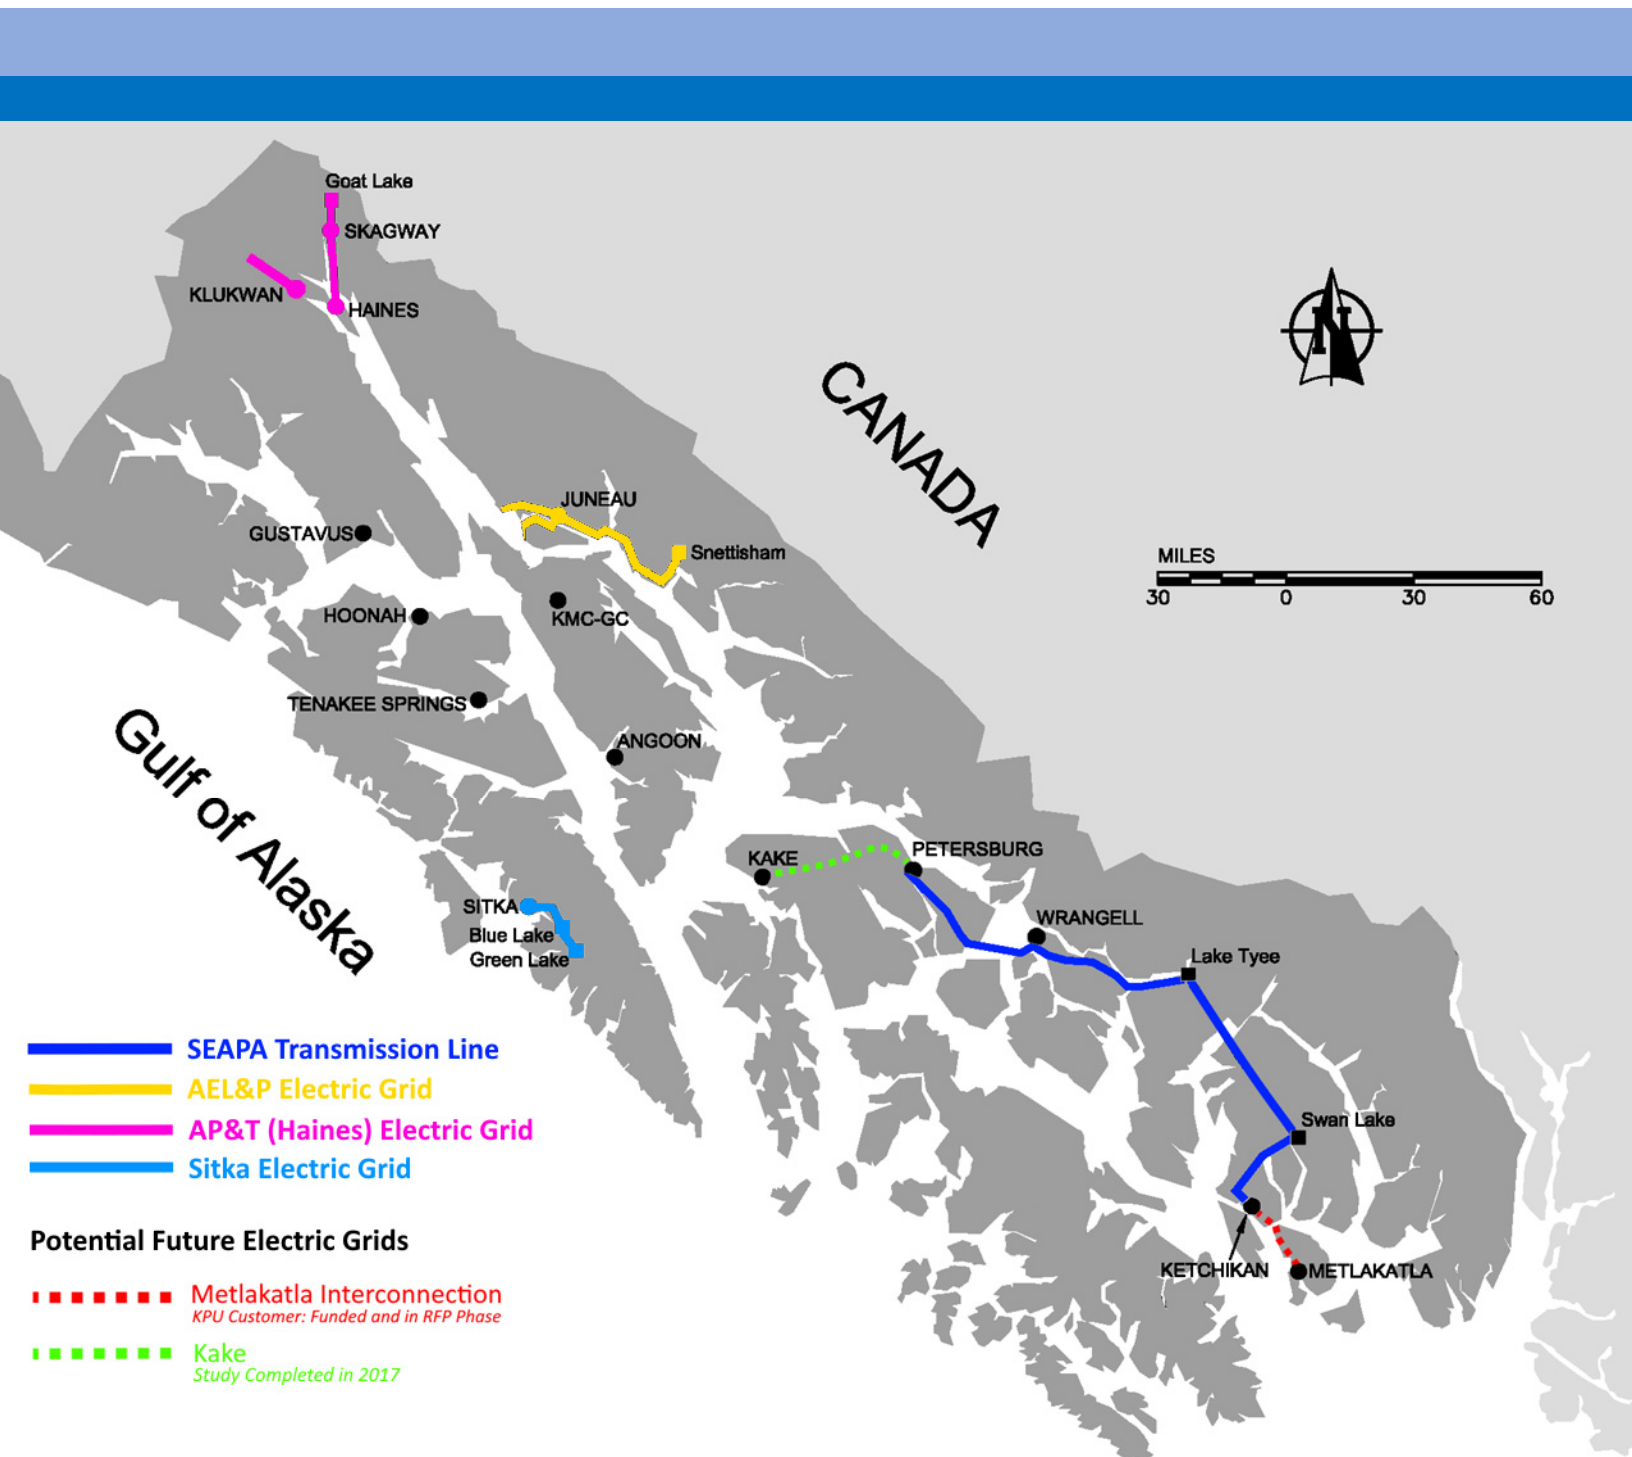 Goat Lake
SKAGWAY
KLUKWAN
HAINES
N
CANADA
JUNEAU
GUSTAVUS
Snettisham
MILES
30 0 30 60
HOONAH
KMC-GC
TENAKEE SPRINGS
ANGOON
Gulf of Alaska
KAKE
PETERSBURG
SITKA
WRANGELL
Blue Lake
Green Lake
Lake Tyee
Swan Lake
KETCHIKAN
METLAKATLA
SEAPA Transmission Line
AEL&P Electric Grid
AP&T (Haines) Electric Grid
Sitka Electric Grid
Potential Future Electric Grids
Metlakatla Interconnection
KPU Customer: Funded and in RFP Phase
Kake
Study Completed in 2017